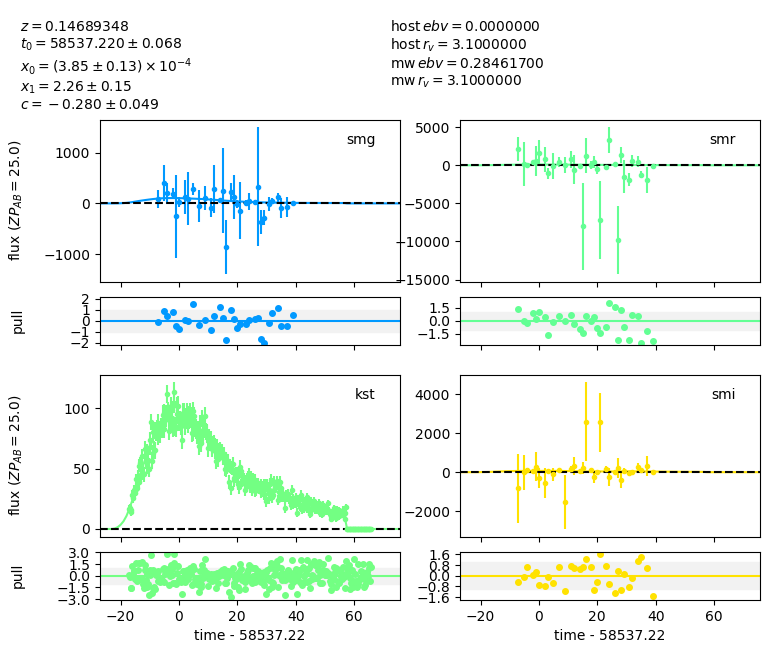 z = 0.14689348
t₀ = 58537.220 ± 0.068
x₀ = (3.85 ± 0.13) × 10⁻⁴
x₁ = 2.26 ± 0.15
c = −0.280 ± 0.049
host ebv = 0.0000000
host rᵥ = 3.1000000
mw ebv = 0.28461700
mw rᵥ = 3.1000000
flux (ZP_AB = 25.0)
1000
0
−1000
smg
5000
0
−5000
−10000
−15000
smr
pull
2
1
0
−1
−2
1.5
0.0
−1.5
flux (ZP_AB = 25.0)
100
50
0
kst
4000
2000
0
−2000
smi
pull
3.0
1.5
0.0
−1.5
−3.0
1.6
0.8
0.0
−0.8
−1.6
−20 0 20 40 60
−20 0 20 40 60
time - 58537.22
time - 58537.22